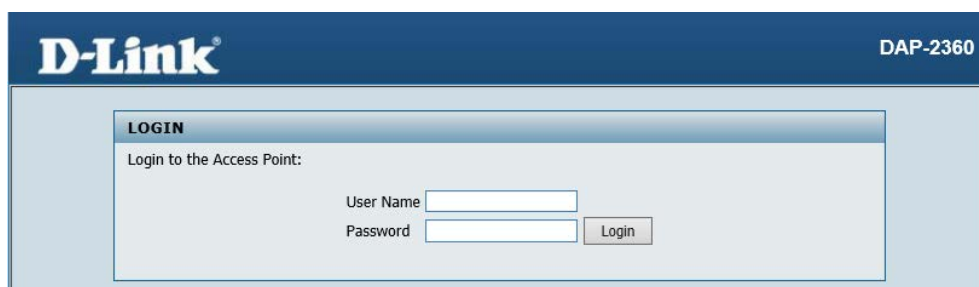 D-Link®
DAP-2360
LOGIN
Login to the Access Point:
User Name
Password
Login